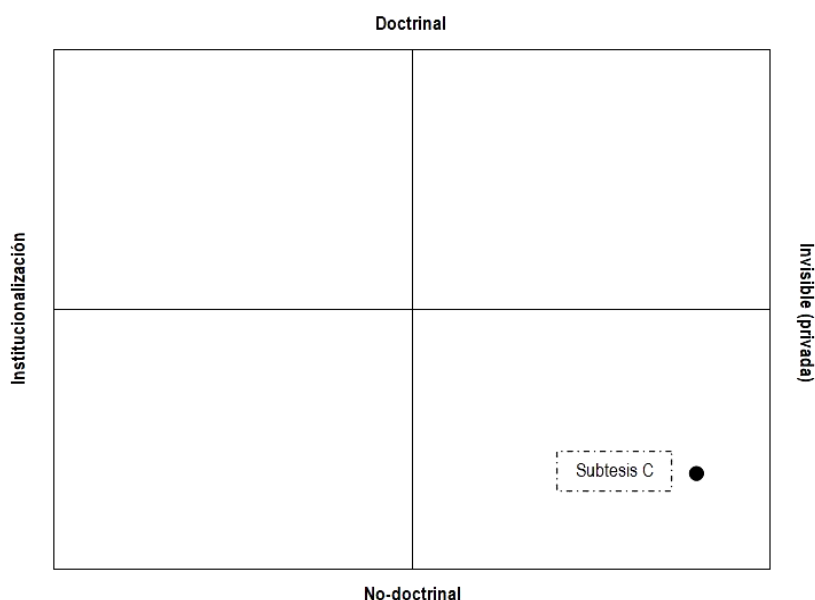 Doctrinal
Institucionalización
Invisible (privada)
Subtesis C
No-doctrinal